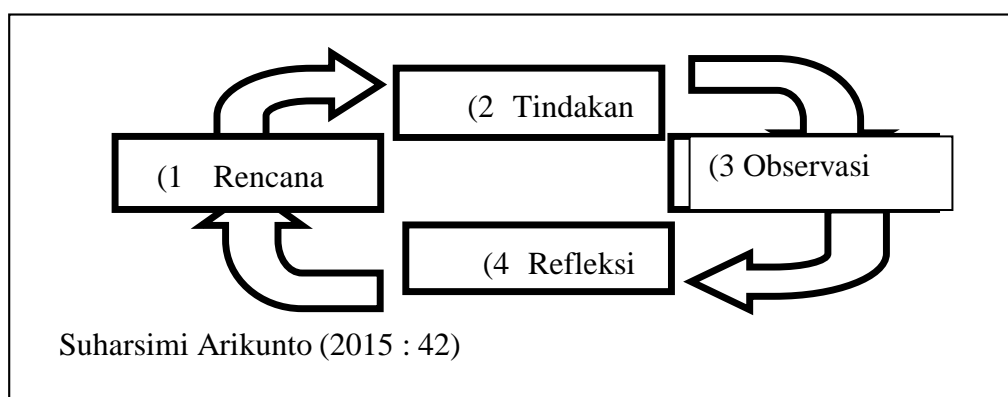 (1 Rencana
(2 Tindakan
(3 Observasi
(4 Refleksi
Suharsimi Arikunto (2015 : 42)